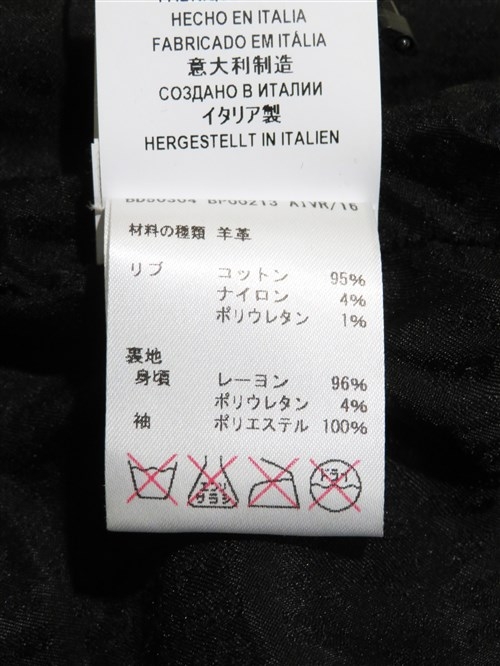 HECHO EN ITALIA
FABRICADO EM ITÁLIA
意大利制造
СОЗДАНО В ИТАЛИИ
イタリア製
HERGESTELLT IN ITALIEN
A1VR/16
材料の種類 羊革
リブ コットン 95%
ナイロン 4%
ポリウレタン 1%
裏地
身頃 レーヨン 96%
ポリウレタン 4%
袖 ポリエステル 100%
エンソ サラシ ドライ